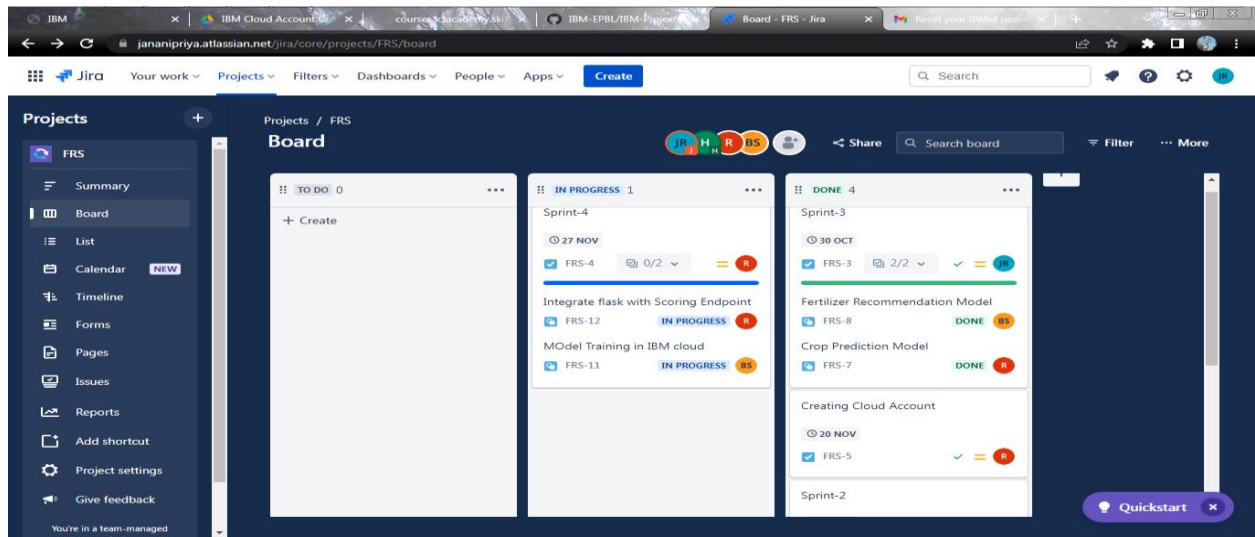 IBM
IBM Cloud Account
IBM-EPBL/IBM-Project
Board - FRS - Jira
Reset your IBMid pass
jananipriya.atlassian.net/jira/core/projects/FRS/board
Jira Your work Projects Filters Dashboards People Apps Create Search JR
Projects
FRS
Summary
Board
List
Calendar NEW
Timeline
Forms
Pages
Issues
Reports
Add shortcut
Project settings
Give feedback
You're in a team-managed
Projects / FRS
Board
JR J H H R BS Share Search board Filter More
TO DO 0
+ Create
IN PROGRESS 1
Sprint-4
27 NOV
FRS-4 0/2 R
Integrate flask with Scoring Endpoint
FRS-12 IN PROGRESS R
MOdel Training in IBM cloud
FRS-11 IN PROGRESS BS
DONE 4
Sprint-3
30 OCT
FRS-3 2/2 JR
Fertilizer Recommendation Model
FRS-8 DONE BS
Crop Prediction Model
FRS-7 DONE R
Creating Cloud Account
20 NOV
FRS-5 R
Sprint-2
Quickstart